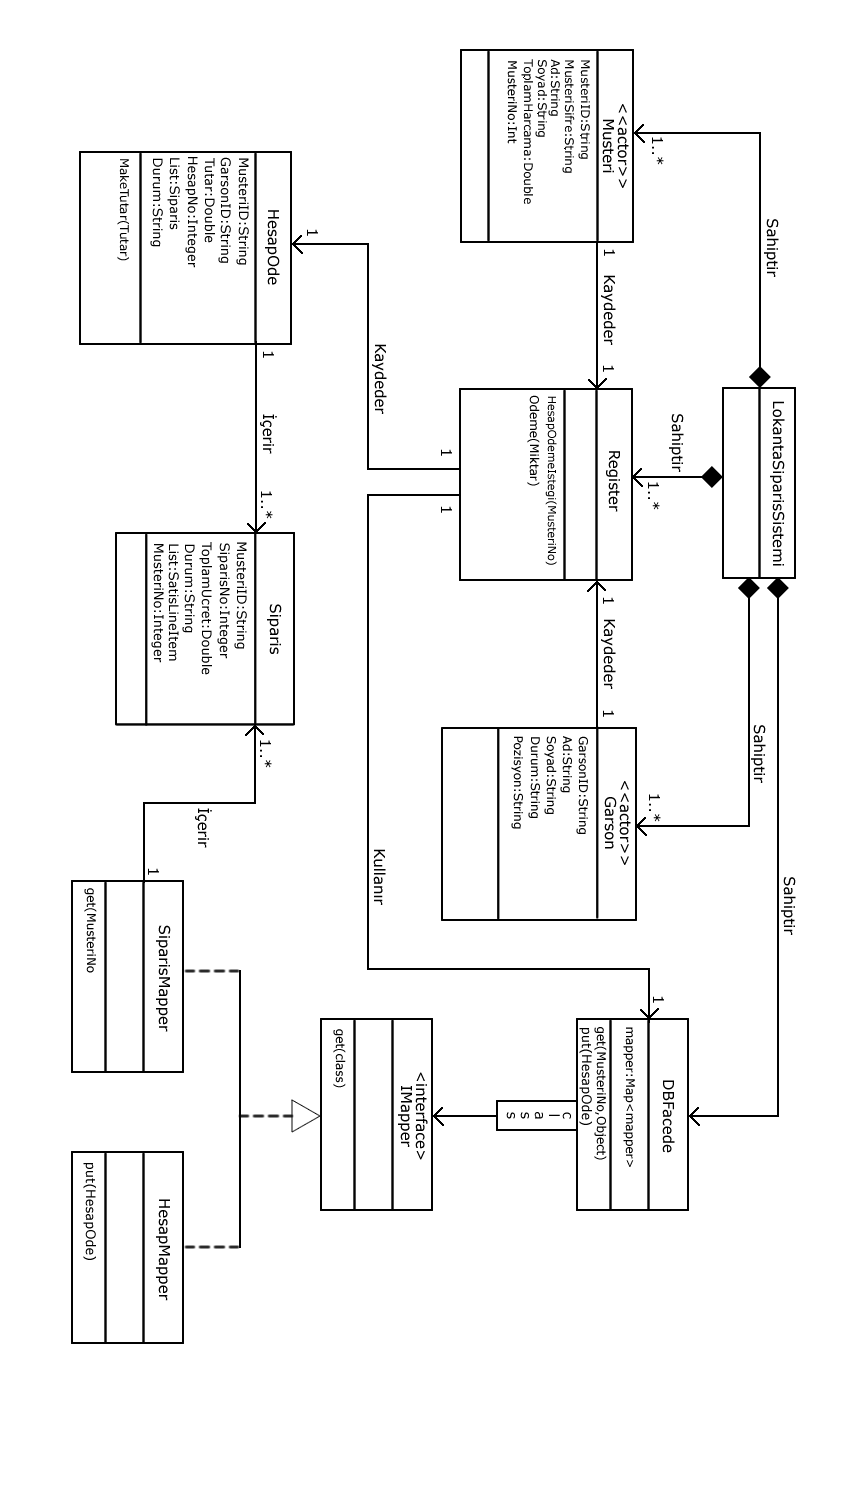 Sahiptir
LokantaSiparisSistemi
Sahiptir
Sahiptir
Sahiptir
1..*
1..*
1..*
<<actor>>
Musteri
MusteriID:String
MusteriSifre:String
Ad:String
Soyad:String
ToplamHarcama:Double
MusteriNo:Int
1
Kaydeder
1
Register
HesapOdemeIstegi(MusteriNo)
Odeme(Miktar)
1
Kaydeder
1
<<actor>>
Garson
GarsonID:String
Ad:String
Soyad:String
Durum:String
Pozisyon:String
1
DBFacede
mapper:Map<mapper>
get(MusteriNo,Object)
put(HesapOde)
class
1
1
Kaydeder
Kullanır
<interface>
IMapper
get(class)
1
HesapOde
MusteriID:String
GarsonID:String
Tutar:Double
HesapNo:Integer
List:Siparis
Durum:String
MakeTutar(Tutar)
1
İçerir
1..*
Siparis
MusteriID:String
SiparisNo:Integer
ToplamUcret:Double
Durum:String
List:SatisLineItem
MusteriNo:Integer
1..*
İçerir
1
SiparisMapper
get(MusteriNo
HesapMapper
put(HesapOde)